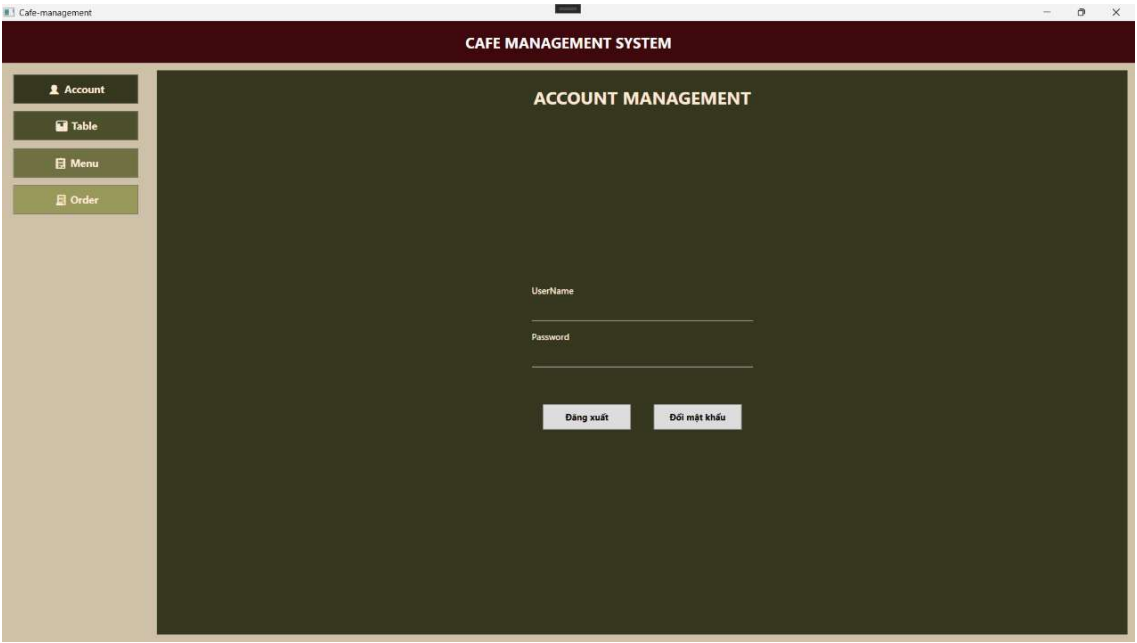 Cafe-management
CAFE MANAGEMENT SYSTEM
Account
Table
Menu
Order
ACCOUNT MANAGEMENT
UserName
Password
Đăng xuất
Đổi mật khẩu